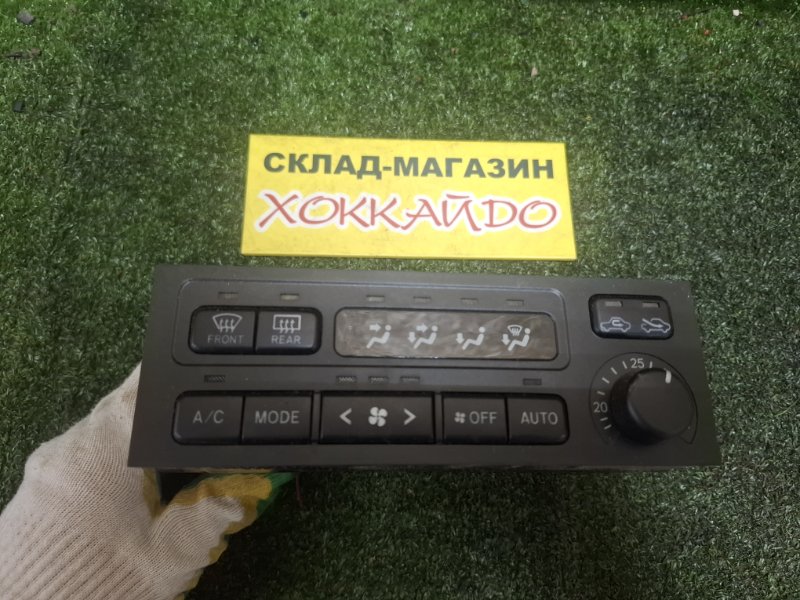 СКЛАД-МАГАЗИН
ХОККАЙДО
FRONT
REAR
A/C
MODE
< >
OFF
AUTO
25
20